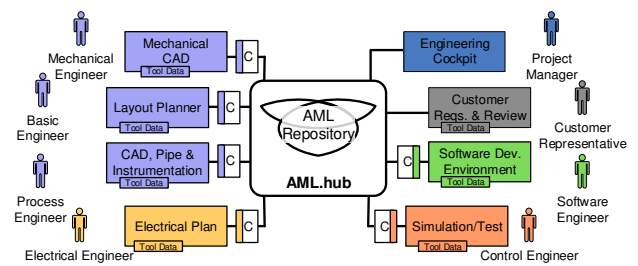 Mechanical
Engineer
Mechanical
CAD
Tool Data
C
Engineering
Cockpit
Project
Manager
Basic
Engineer
Layout Planner
Tool Data
C
AML
Repository
AML.hub
Customer
Reqs. & Review
Tool Data
Customer
Representative
Process
Engineer
CAD, Pipe &
Instrumentation
Tool Data
C
C
Software Dev.
Environment
Tool Data
Software
Engineer
Electrical Engineer
Electrical Plan
Tool Data
C
C
Simulation/Test
Tool Data
Control Engineer